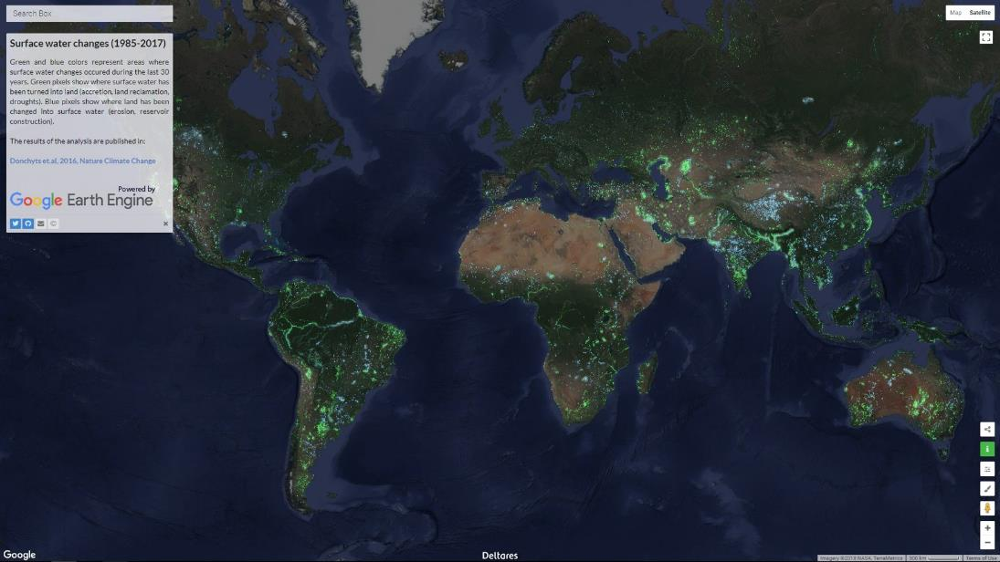 Search Box
Map Satellite
Surface water changes (1985-2017)
Green and blue colors represent areas where
surface water changes occured during the last 30
years. Green pixels show where surface water has
been turned into land (accretion, land reclamation,
droughts). Blue pixels show where land has been
changed into surface water (erosion, reservoir
construction).
The results of the analysis are published in:
Donchyts et.al, 2016, Nature Climate Change
Powered by
Google Earth Engine
Google
Deltares
Imagery ©2018 NASA, TerraMetrics 500 km Terms of Use